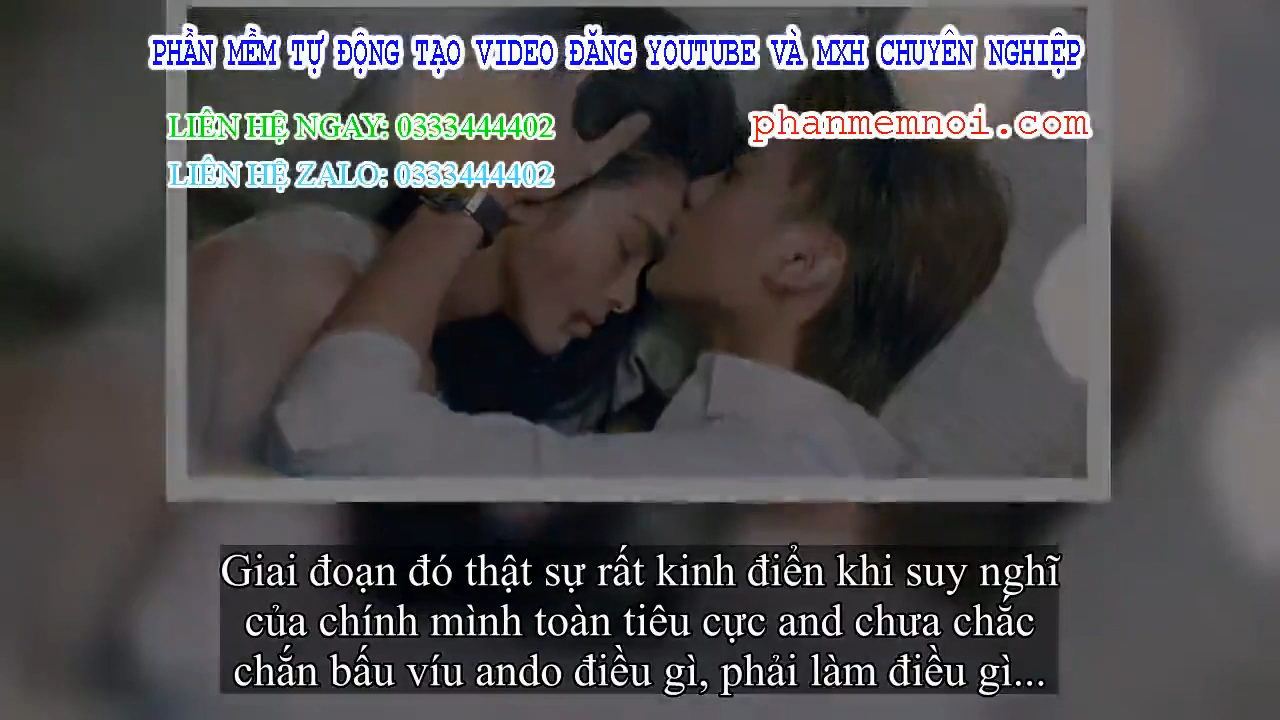 PHẦN MỀM TỰ ĐỘNG TẠO VIDEO ĐĂNG YOUTUBE VÀ MXH CHUYÊN NGHIỆP
LIÊN HỆ NGAY: 0333444402
phanmemnoi.com
LIÊN HỆ ZALO: 0333444402
Giai đoạn đó thật sự rất kinh điển khi suy nghĩ
của chính mình toàn tiêu cực and chưa chắc
chắn bấu víu ando điều gì, phải làm điều gì...